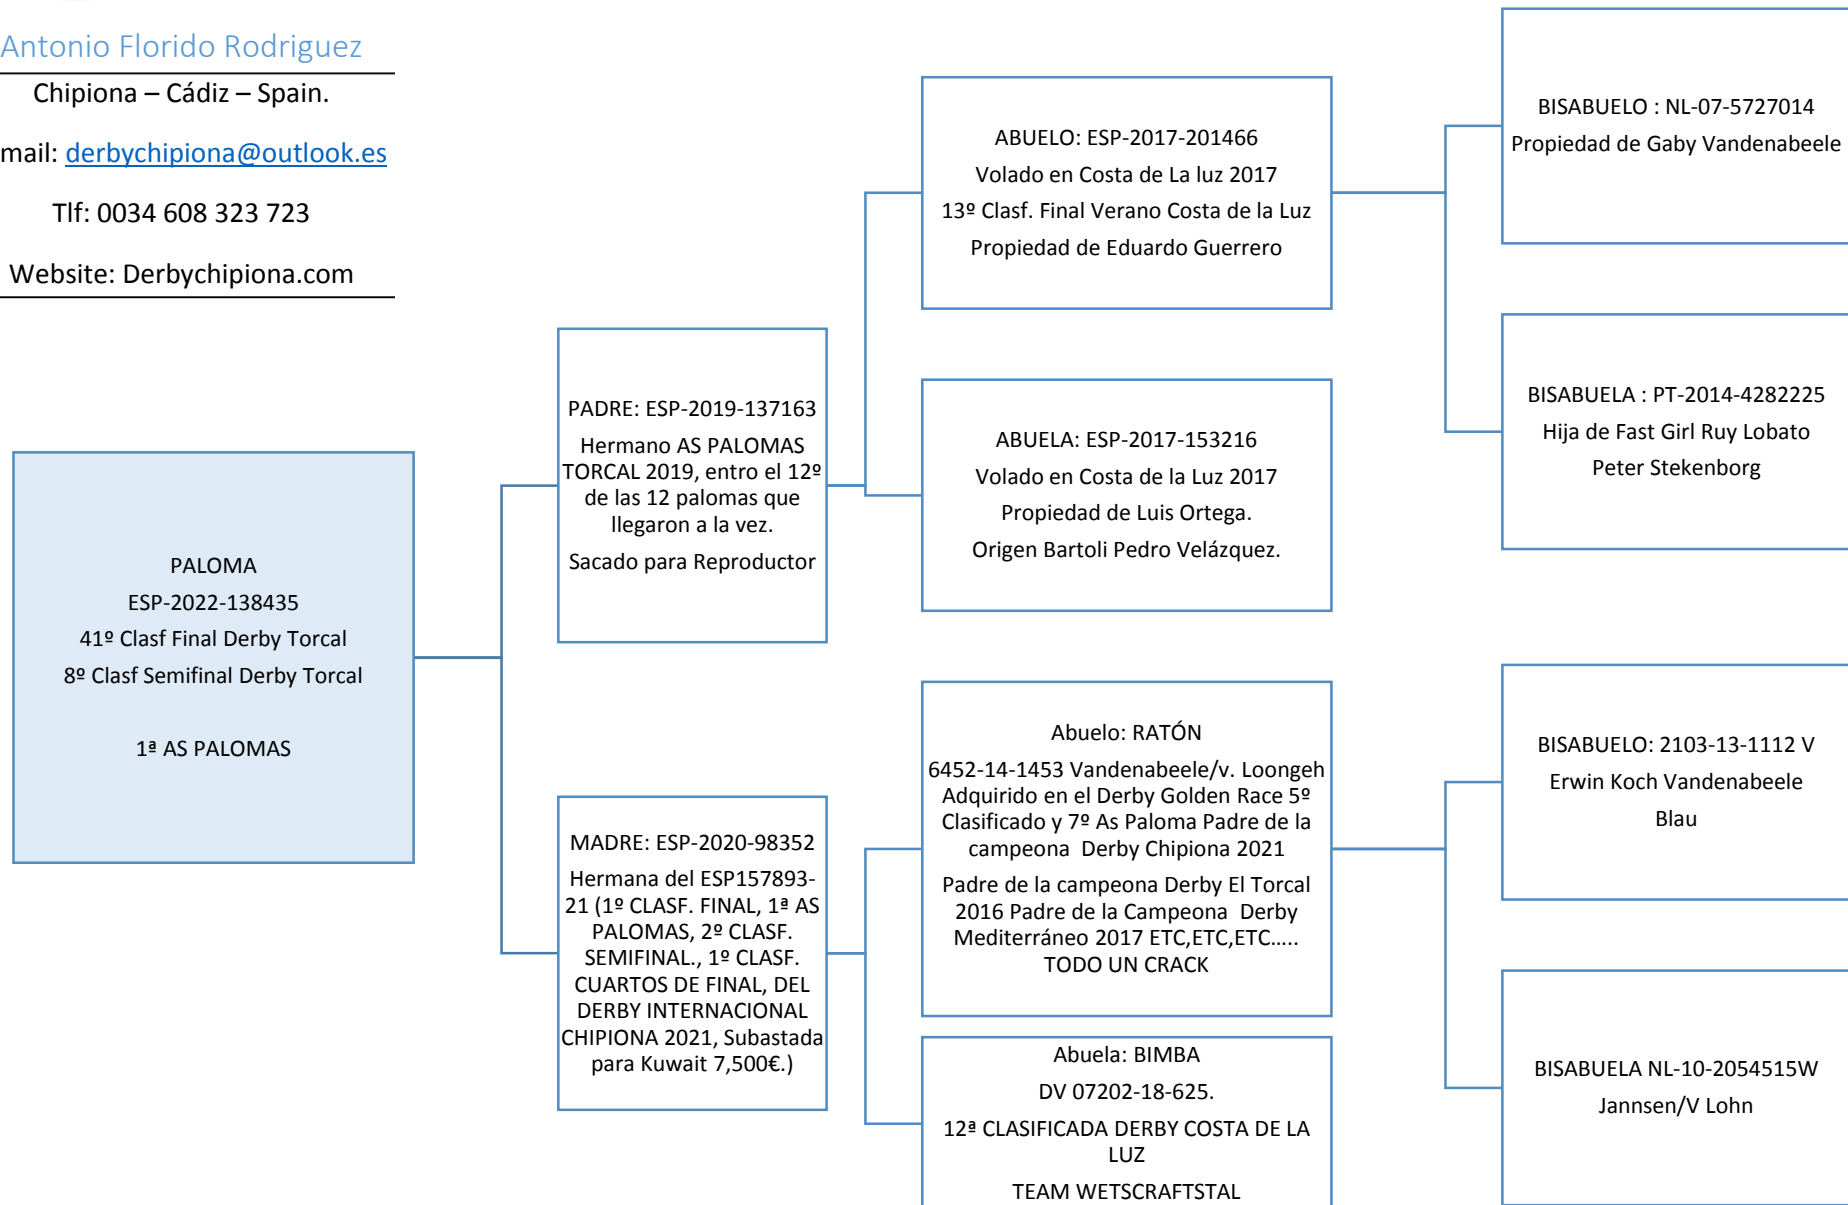 Antonio Florido Rodriguez
Chipiona – Cádiz – Spain.
mail: derbychipiona@outlook.es
Tlf: 0034 608 323 723
Website: Derbychipiona.com
PALOMA
ESP-2022-138435
41º Clasf Final Derby Torcal
8º Clasf Semifinal Derby Torcal
1ª AS PALOMAS
PADRE: ESP-2019-137163
Hermano AS PALOMAS
TORCAL 2019, entro el 12º
de las 12 palomas que
llegaron a la vez.
Sacado para Reproductor
MADRE: ESP-2020-98352
Hermana del ESP157893-
21 (1º CLASF. FINAL, 1ª AS
PALOMAS, 2º CLASF.
SEMIFINAL., 1º CLASF.
CUARTOS DE FINAL, DEL
DERBY INTERNACIONAL
CHIPIONA 2021, Subastada
para Kuwait 7,500€.)
ABUELO: ESP-2017-201466
Volado en Costa de La luz 2017
13º Clasf. Final Verano Costa de la Luz
Propiedad de Eduardo Guerrero
ABUELA: ESP-2017-153216
Volado en Costa de la Luz 2017
Propiedad de Luis Ortega.
Origen Bartoli Pedro Velázquez.
Abuelo: RATÓN
6452-14-1453 Vandenabeele/v. Loongeh
Adquirido en el Derby Golden Race 5º
Clasificado y 7º As Paloma Padre de la
campeona  Derby Chipiona 2021
Padre de la campeona Derby El Torcal
2016 Padre de la Campeona  Derby
Mediterráneo 2017 ETC,ETC,ETC.....
TODO UN CRACK
Abuela: BIMBA
DV 07202-18-625.
12ª CLASIFICADA DERBY COSTA DE LA
LUZ
TEAM WETSCRAFTSTAL
BISABUELO : NL-07-5727014
Propiedad de Gaby Vandenabeele
BISABUELA : PT-2014-4282225
Hija de Fast Girl Ruy Lobato
Peter Stekenborg
BISABUELO: 2103-13-1112 V
Erwin Koch Vandenabeele
Blau
BISABUELA NL-10-2054515W
Jannsen/V Lohn